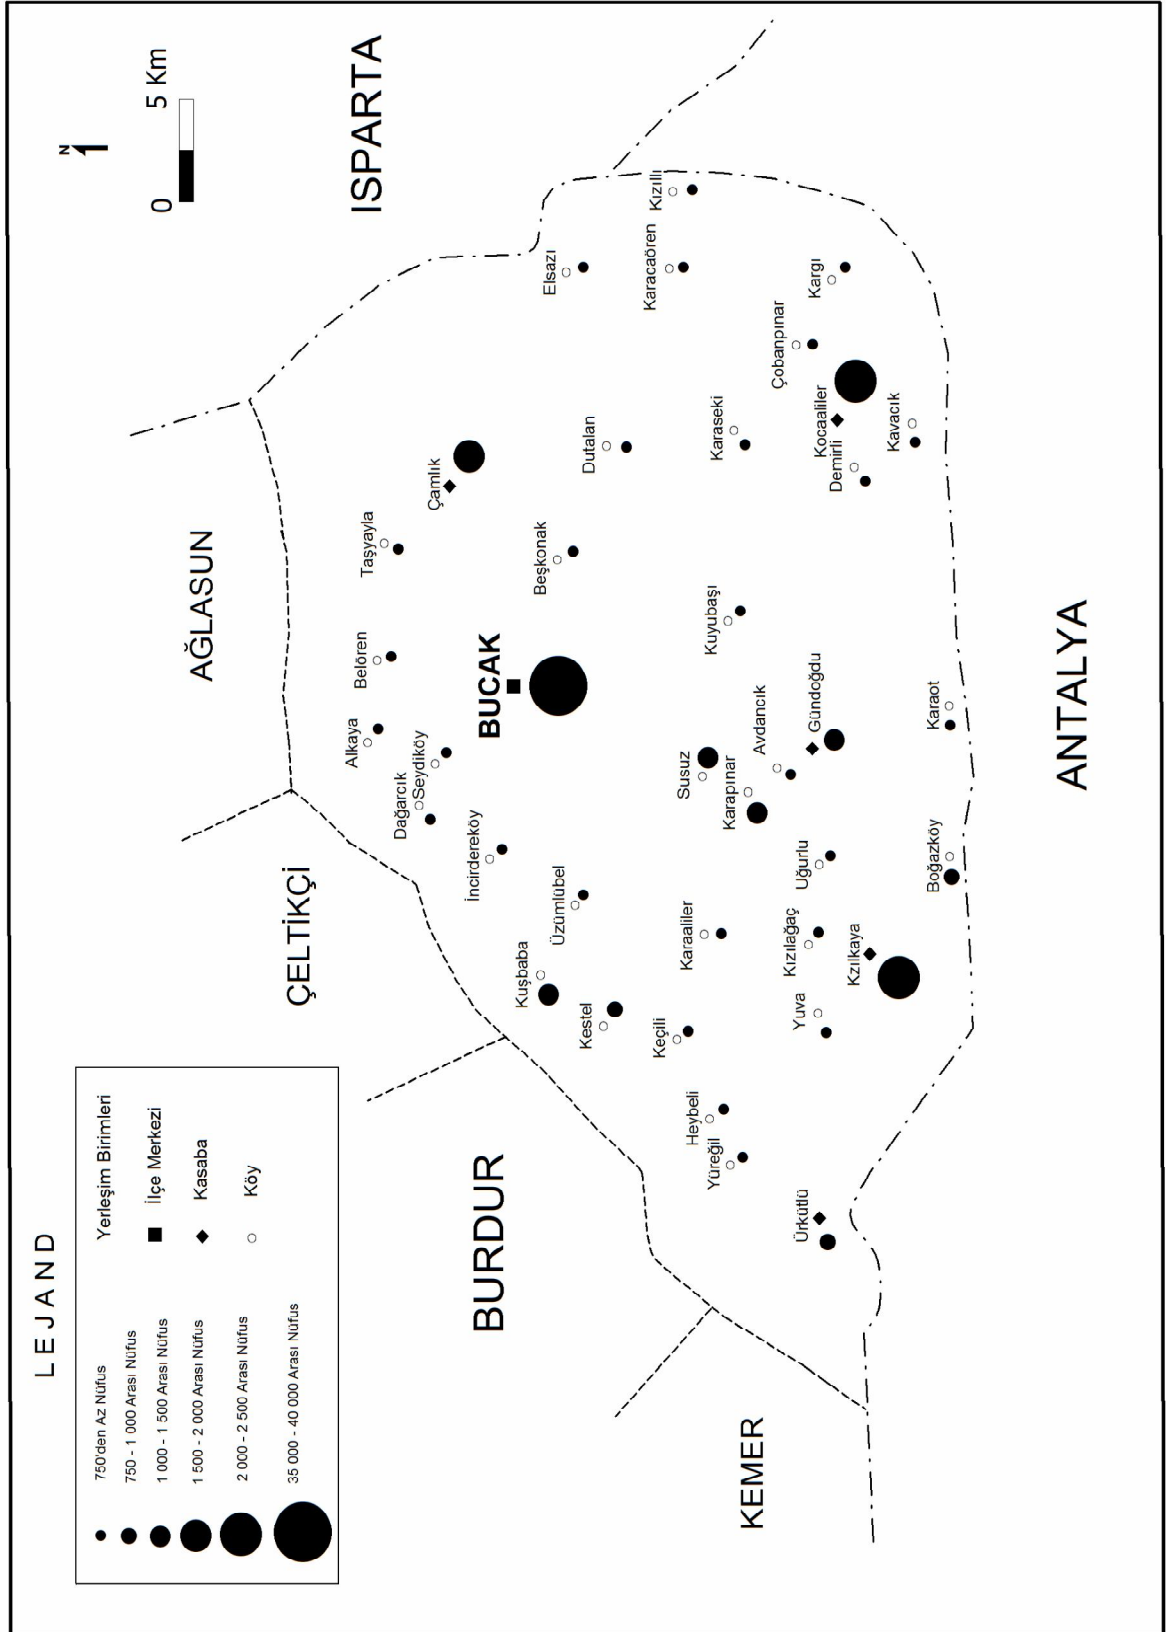 LEJAND
750'den Az Nüfus
750 - 1 000 Arası Nüfus
1 000 - 1 500 Arası Nüfus
1 500 - 2 000 Arası Nüfus
2 000 - 2 500 Arası Nüfus
35 000 - 40 000 Arası Nüfus
Yerleşim Birimleri
İlçe Merkezi
Kasaba
Köy
N
0
5 Km
ISPARTA
AĞLASUN
ÇELTİKÇİ
BURDUR
KEMER
ANTALYA
BUCAK
Taşyayla
Çamlık
Belören
Alkaya
Seydiköy
Dağarcık
İncirdereköy
Üzümlübel
Kuşbaba
Kestel
Keçili
Heybeli
Yüreğil
Ürkütlü
Yuva
Kzılkaya
Kızılağaç
Karaaliler
Uğurlu
Boğazköy
Karaot
Susuz
Karapınar
Avdancık
Gündoğdu
Kuyubaşı
Beşkonak
Dutalan
Karaseki
Elsazı
Karacaören
Kızıllı
Kargı
Çobanpınar
Kocaaliler
Demirli
Kavacık